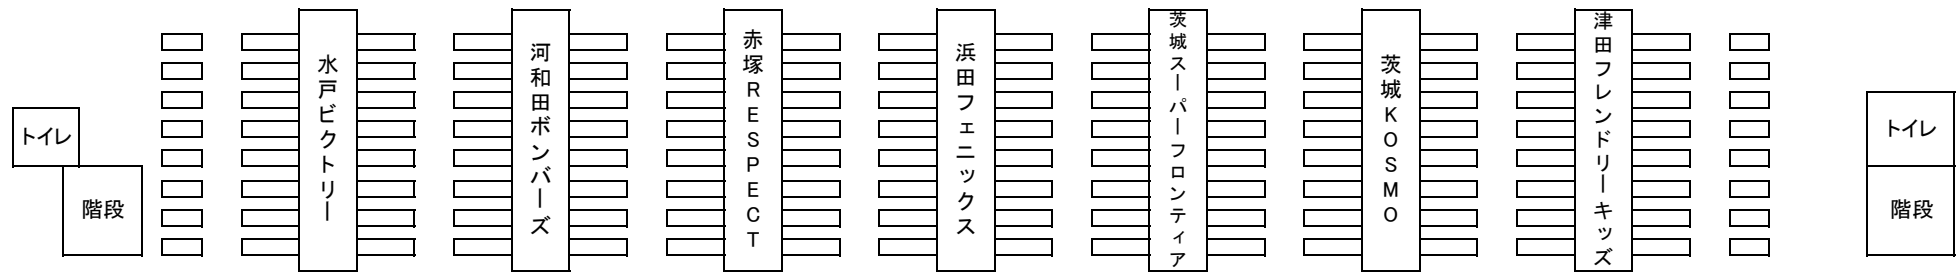 トイレ
階段
水戸ビクトリー
河和田ボンバーズ
赤塚RESPECT
浜田フェニックス
茨城スーパーフロンティア
茨城KOSMO
津田フレンドリーキッズ
トイレ
階段